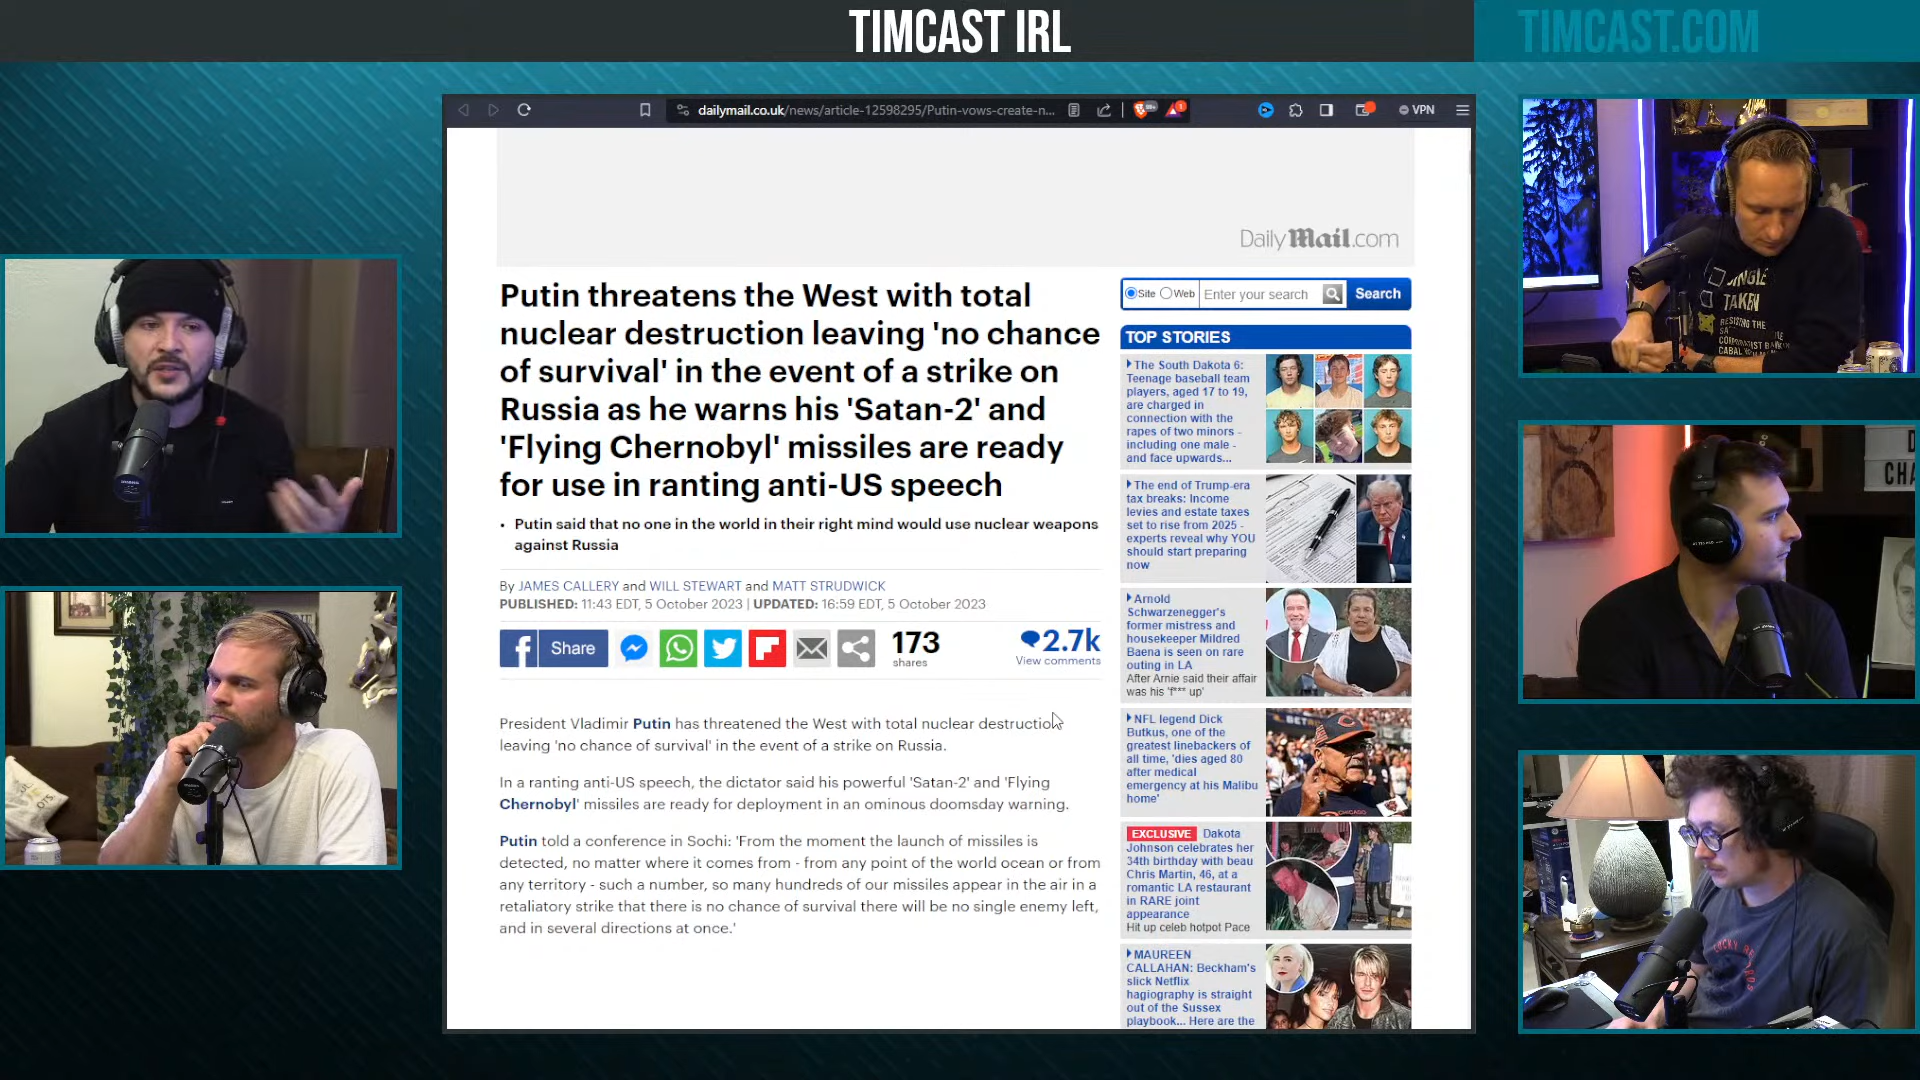 TIMCAST IRL
TIMCAST.COM
dailymail.co.uk/news/article-12598295/Putin-vows-create-n...
VPN
DailyMail.com
Putin threatens the West with total
nuclear destruction leaving 'no chance
of survival' in the event of a strike on
Russia as he warns his 'Satan-2' and
'Flying Chernobyl' missiles are ready
for use in ranting anti-US speech
• Putin said that no one in the world in their right mind would use nuclear weapons
against Russia
By JAMES CALLERY and WILL STEWART and MATT STRUDWICK
PUBLISHED: 11:43 EDT, 5 October 2023 | UPDATED: 16:59 EDT, 5 October 2023
Share
173
shares
2.7k
View comments
President Vladimir Putin has threatened the West with total nuclear destruction
leaving 'no chance of survival' in the event of a strike on Russia.
In a ranting anti-US speech, the dictator said his powerful 'Satan-2' and 'Flying
Chernobyl' missiles are ready for deployment in an ominous doomsday warning.
Putin told a conference in Sochi: 'From the moment the launch of missiles is
detected, no matter where it comes from - from any point of the world ocean or from
any territory - such a number, so many hundreds of our missiles appear in the air in a
retaliatory strike that there is no chance of survival there will be no single enemy left,
and in several directions at once.'
Site Web Enter your search Search
TOP STORIES
The South Dakota 6:
Teenage baseball team
players, aged 17 to 19,
are charged in
connection with the
rapes of two minors -
including one male -
and face upwards...
The end of Trump-era
tax breaks: Income
levies and estate taxes
set to rise from 2025 -
experts reveal why YOU
should start preparing
now
Arnold
Schwarzenegger's
former mistress and
housekeeper Mildred
Baena is seen on rare
outing in LA
After Arnie said their affair
was his 'f*** up'
NFL legend Dick
Butkus, one of the
greatest linebackers of
all time, 'dies aged 80
after medical
emergency at his Malibu
home'
EXCLUSIVE Dakota
Johnson celebrates her
34th birthday with beau
Chris Martin, 46, at a
romantic LA restaurant
in RARE joint
appearance
Hit up celeb hotpot Pace
MAUREEN
CALLAHAN: Beckham's
slick Netflix
hagiography is straight
out of the Sussex
playbook... Here are the
TAKEN
RESISTING THE
CHICAGO